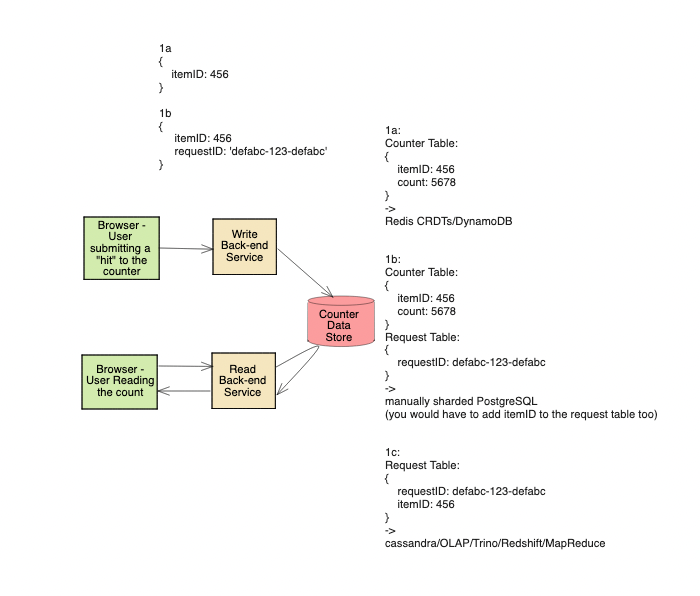 1a
{
itemID: 456
}
1b
{
itemID: 456
requestID: 'defabc-123-defabc'
}
Browser -
User
submitting a
"hit" to the
counter
Write
Back-end
Service
Counter
Data
Store
Browser -
User Reading
the count
Read
Back-end
Service
1a:
Counter Table:
{
itemID: 456
count: 5678
}
->
Redis CRDTs/DynamoDB
1b:
Counter Table:
{
itemID: 456
count: 5678
}
Request Table:
{
requestID: defabc-123-defabc
}
->
manually sharded PostgreSQL
(you would have to add itemID to the request table too)
1c:
Request Table:
{
requestID: defabc-123-defabc
itemID: 456
}
->
cassandra/OLAP/Trino/Redshift/MapReduce